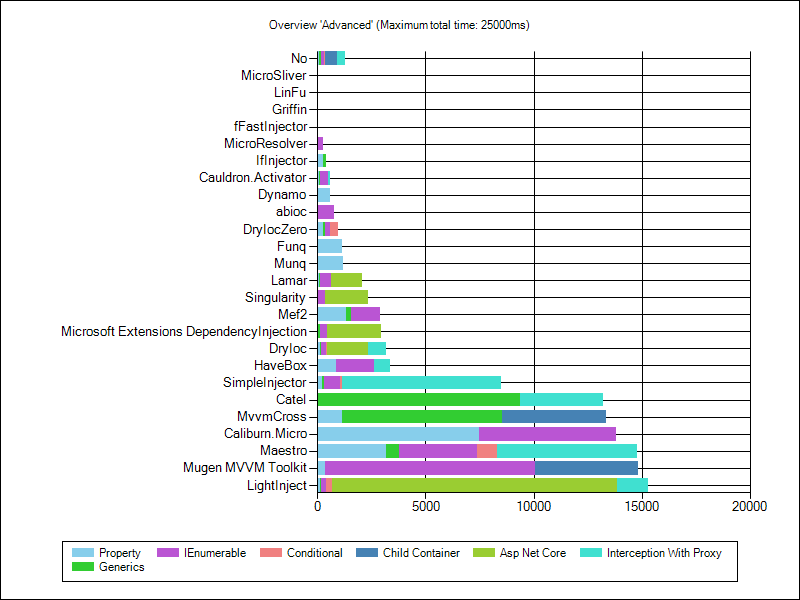 Overview 'Advanced' (Maximum total time: 25000ms)
No
MicroSliver
LinFu
Griffin
fFastInjector
MicroResolver
IfInjector
Cauldron.Activator
Dynamo
abioc
DryIocZero
Funq
Munq
Lamar
Singularity
Mef2
Microsoft Extensions DependencyInjection
DryIoc
HaveBox
SimpleInjector
Catel
MvvmCross
Caliburn.Micro
Maestro
Mugen MVVM Toolkit
LightInject
0 5000 10000 15000 20000
Property IEnumerable Conditional Child Container Asp Net Core Interception With Proxy
Generics